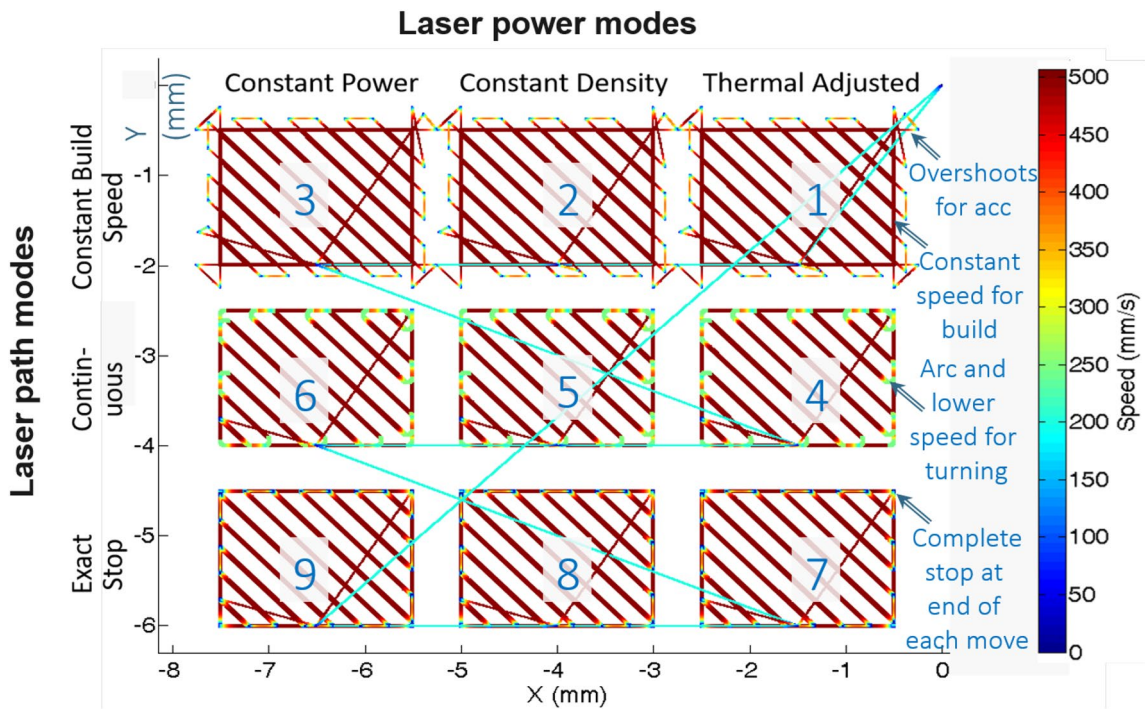 Laser power modes
Constant Power
Constant Density
Thermal Adjusted
Laser path modes
Constant Build
Speed
Contin-
uous
Exact
Stop
Y
(mm)
-1
-2
-3
-4
-5
-6
3
2
1
6
5
4
9
8
7
Overshoots
for acc
Constant
speed for
build
Arc and
lower
speed for
turning
Complete
stop at
end of
each move
-8
-7
-6
-5
-4
-3
-2
-1
0
X (mm)
500
450
400
350
300
250
200
150
100
50
0
Speed (mm/s)